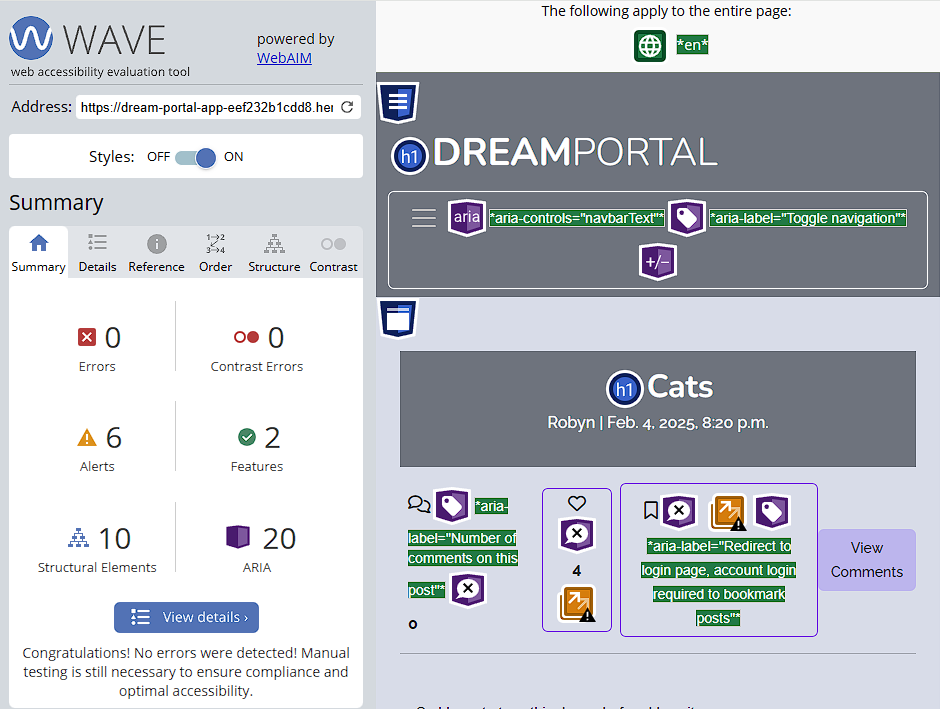 WAVE
web accessibility evaluation tool
powered by
WebAIM
Address: https://dream-portal-app-eef232b1cdd8.her
Styles: OFF ON
Summary
Summary Details Reference Order Structure Contrast
0
Errors
0
Contrast Errors
6
Alerts
2
Features
10
Structural Elements
20
ARIA
View details ›
Congratulations! No errors were detected! Manual
testing is still necessary to ensure compliance and
optimal accessibility.
The following apply to the entire page:
*en*
h1 DREAMPORTAL
aria *aria-controls="navbarText"* *aria-label="Toggle navigation"*
+/−
h1 Cats
Robyn | Feb. 4, 2025, 8:20 p.m.
*aria-
label="Number of
comments on this
post"*
0
4
*aria-label="Redirect to
login page, account login
required to bookmark
posts"*
View
Comments